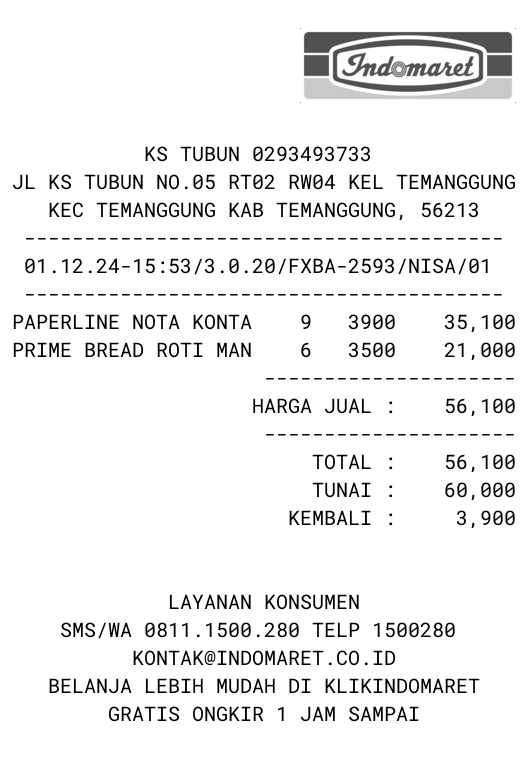 Indomaret
KS TUBUN 0293493733
JL KS TUBUN NO.05 RT02 RW04 KEL TEMANGGUNG
KEC TEMANGGUNG KAB TEMANGGUNG, 56213
----------------------------------------
01.12.24-15:53/3.0.20/FXBA-2593/NISA/01
----------------------------------------
PAPERLINE NOTA KONTA 9 3900 35,100
PRIME BREAD ROTI MAN 6 3500 21,000
---------------------
HARGA JUAL : 56,100
---------------------
TOTAL : 56,100
TUNAI : 60,000
KEMBALI : 3,900
LAYANAN KONSUMEN
SMS/WA 0811.1500.280 TELP 1500280
KONTAK@INDOMARET.CO.ID
BELANJA LEBIH MUDAH DI KLIKINDOMARET
GRATIS ONGKIR 1 JAM SAMPAI